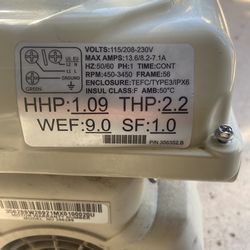 VOLTS:115/208-230V
MAX AMPS:13.6/8.2-7.1A
HZ:50/60 PH:1 TIME:CONT
RPM:450-3450 FRAME:56
ENCLOSURE:TEFC/TYPE3/IPX6
INSUL CLASS:F AMB:50°C
GREEN
HHP:1.09 THP:2.2
WEF:9.0 SF:1.0
P/N 356352.B